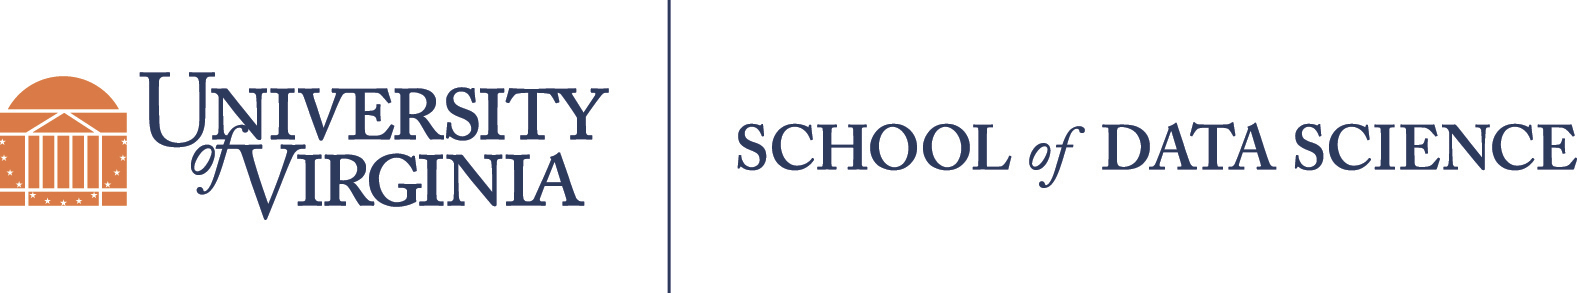 UNIVERSITY
of VIRGINIA
SCHOOL of DATA SCIENCE